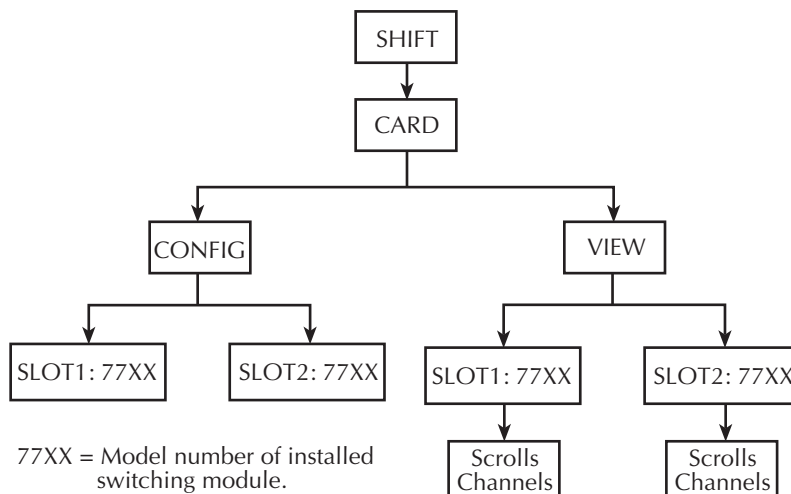 SHIFT
CARD
CONFIG
VIEW
SLOT1: 77XX
SLOT2: 77XX
SLOT1: 77XX
SLOT2: 77XX
77XX = Model number of installed
switching module.
Scrolls
Channels
Scrolls
Channels